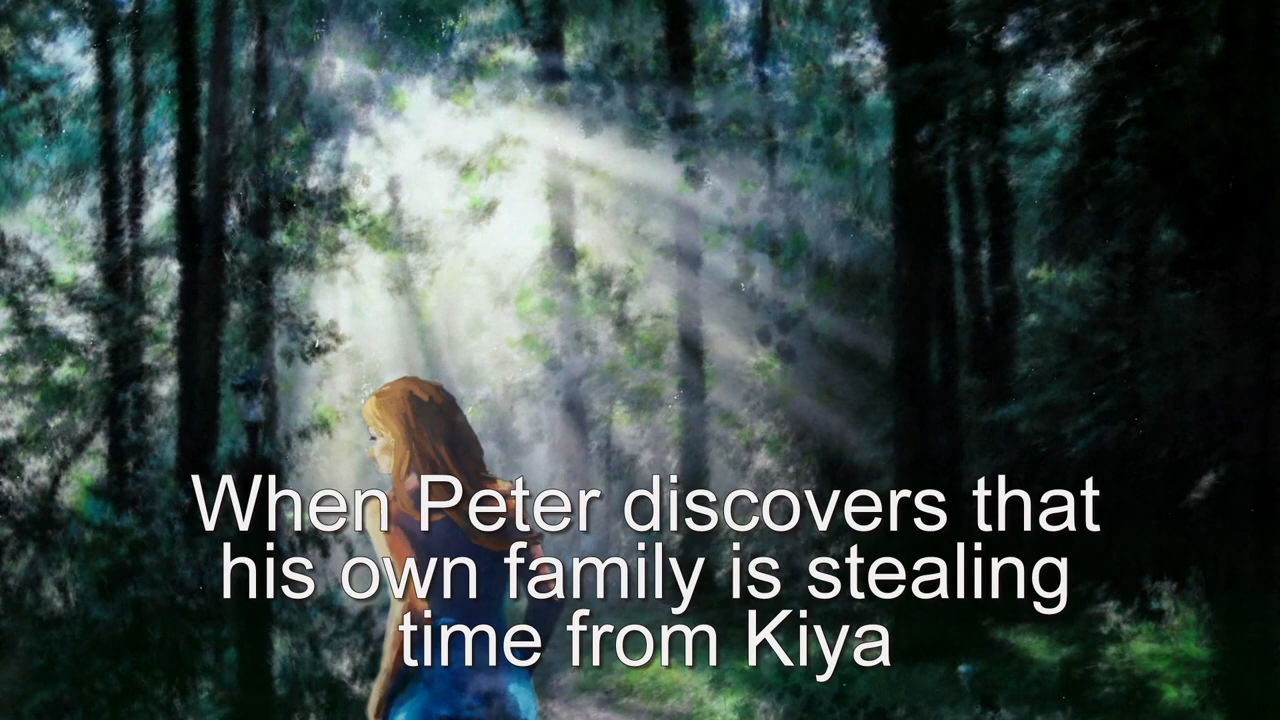 When Peter discovers that
his own family is stealing
time from Kiya